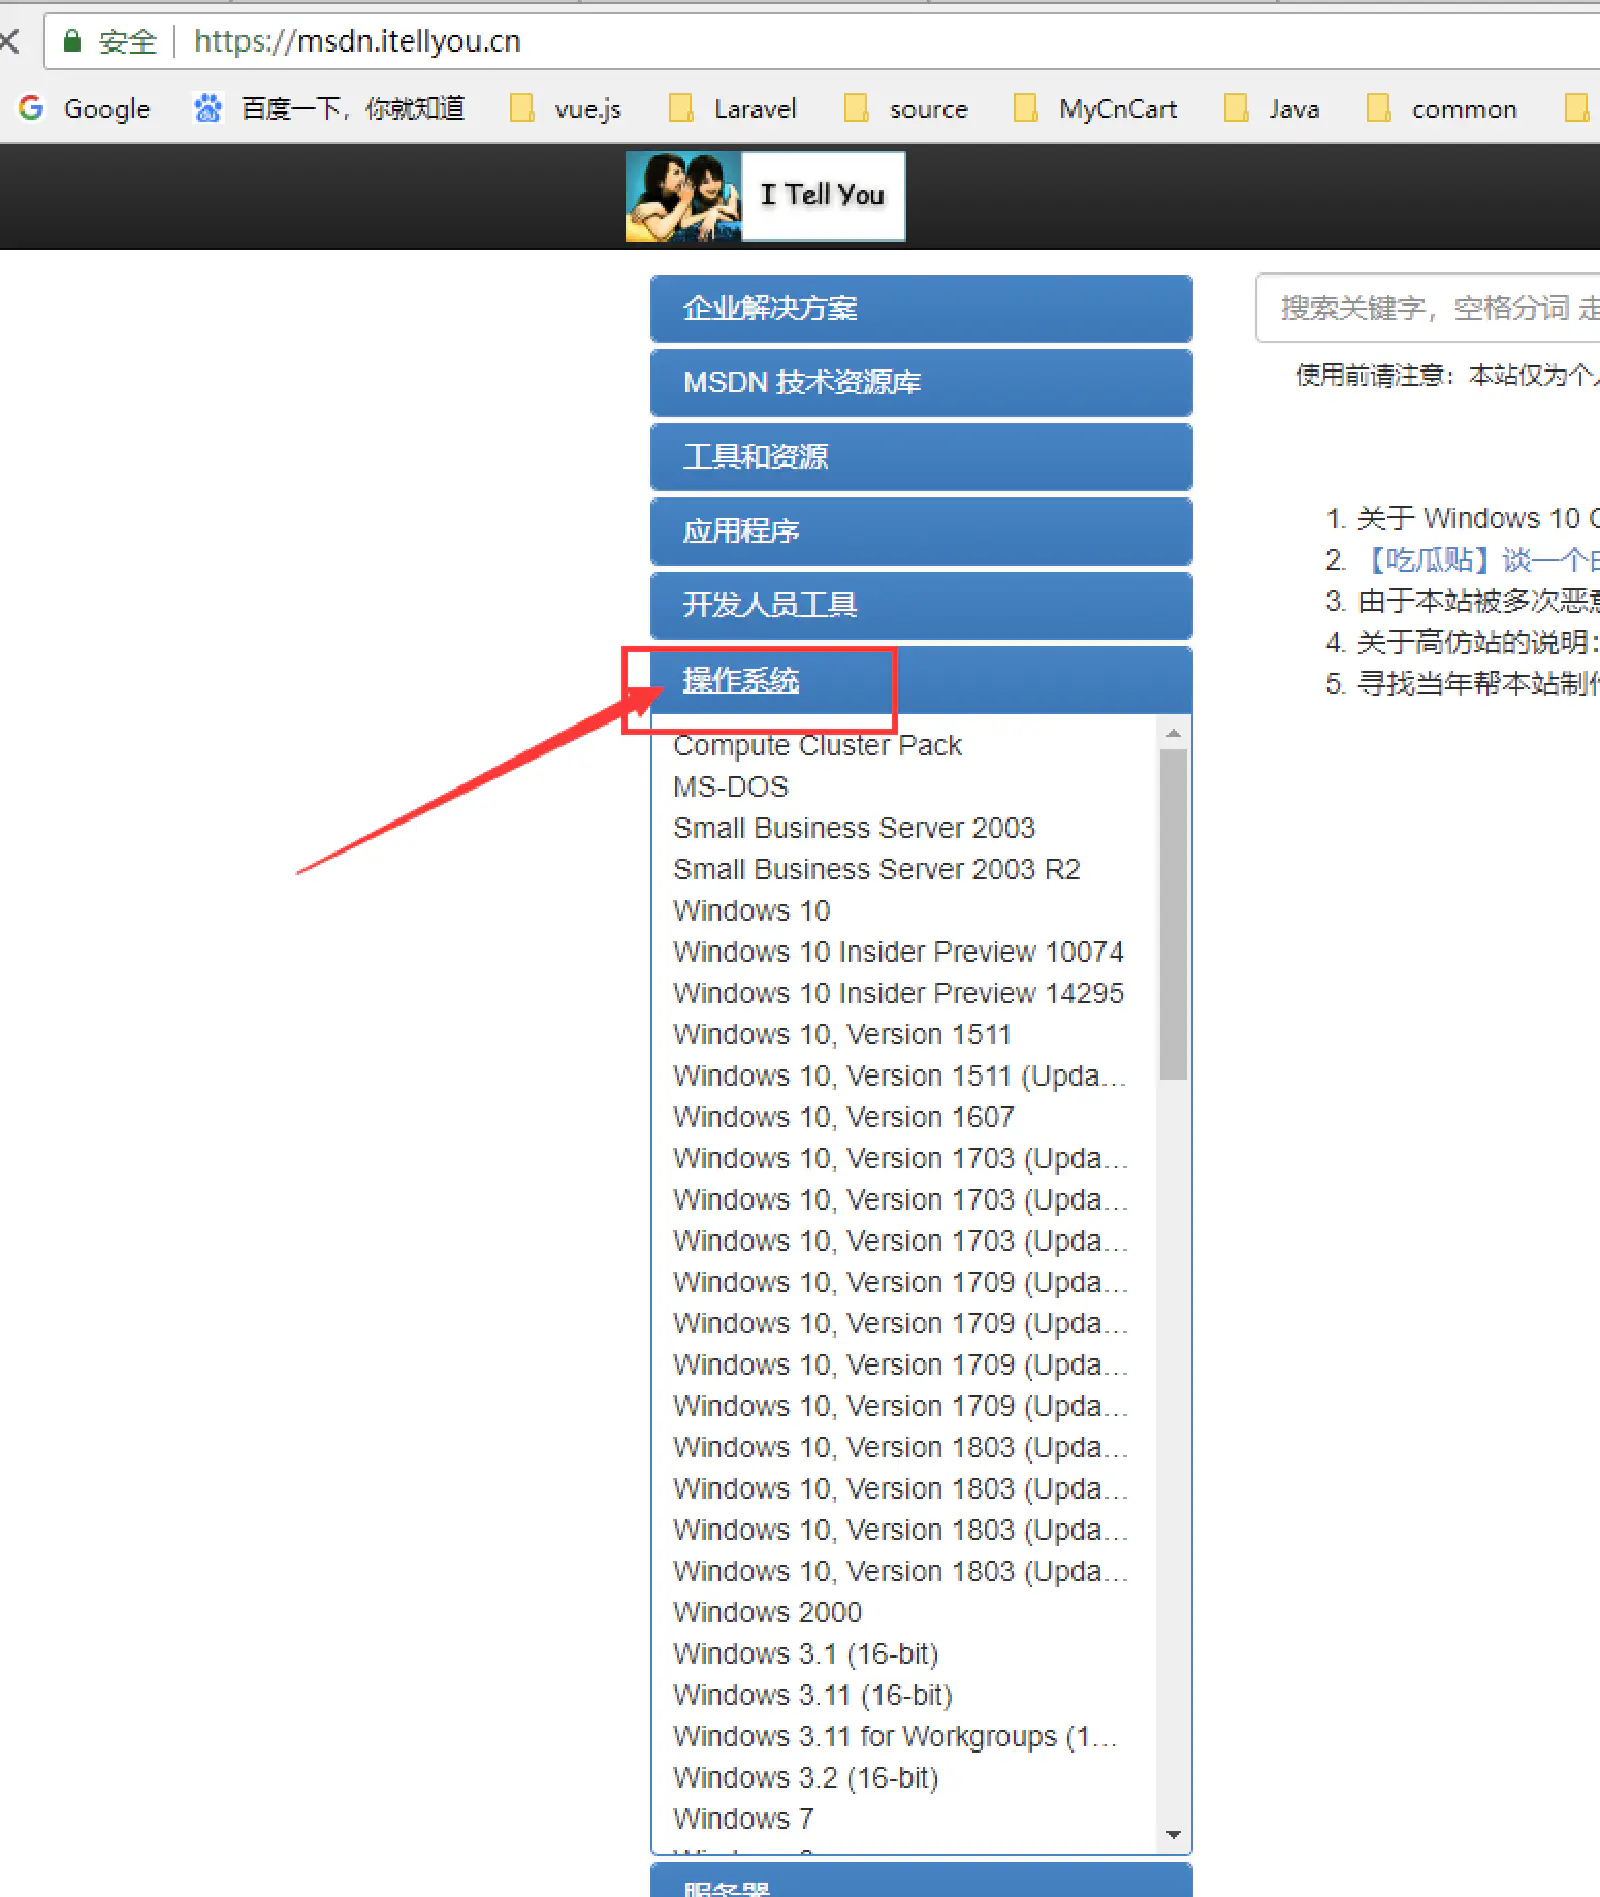 安全 https://msdn.itellyou.cn
Google 百度一下，你就知道 vue.js Laravel source MyCnCart Java common
I Tell You
企业解决方案
搜索关键字，空格分词 走
MSDN 技术资源库
使用前请注意：本站仅为个
工具和资源
应用程序
1. 关于 Windows 10
2. 【吃瓜贴】谈一个
3. 由于本站被多次恶意
4. 关于高仿站的说明：
5. 寻找当年帮本站制作
开发人员工具
操作系统
Compute Cluster Pack
MS-DOS
Small Business Server 2003
Small Business Server 2003 R2
Windows 10
Windows 10 Insider Preview 10074
Windows 10 Insider Preview 14295
Windows 10, Version 1511
Windows 10, Version 1511 (Upda...
Windows 10, Version 1607
Windows 10, Version 1703 (Upda...
Windows 10, Version 1703 (Upda...
Windows 10, Version 1703 (Upda...
Windows 10, Version 1709 (Upda...
Windows 10, Version 1709 (Upda...
Windows 10, Version 1709 (Upda...
Windows 10, Version 1709 (Upda...
Windows 10, Version 1803 (Upda...
Windows 10, Version 1803 (Upda...
Windows 10, Version 1803 (Upda...
Windows 10, Version 1803 (Upda...
Windows 2000
Windows 3.1 (16-bit)
Windows 3.11 (16-bit)
Windows 3.11 for Workgroups (1...
Windows 3.2 (16-bit)
Windows 7
服务器